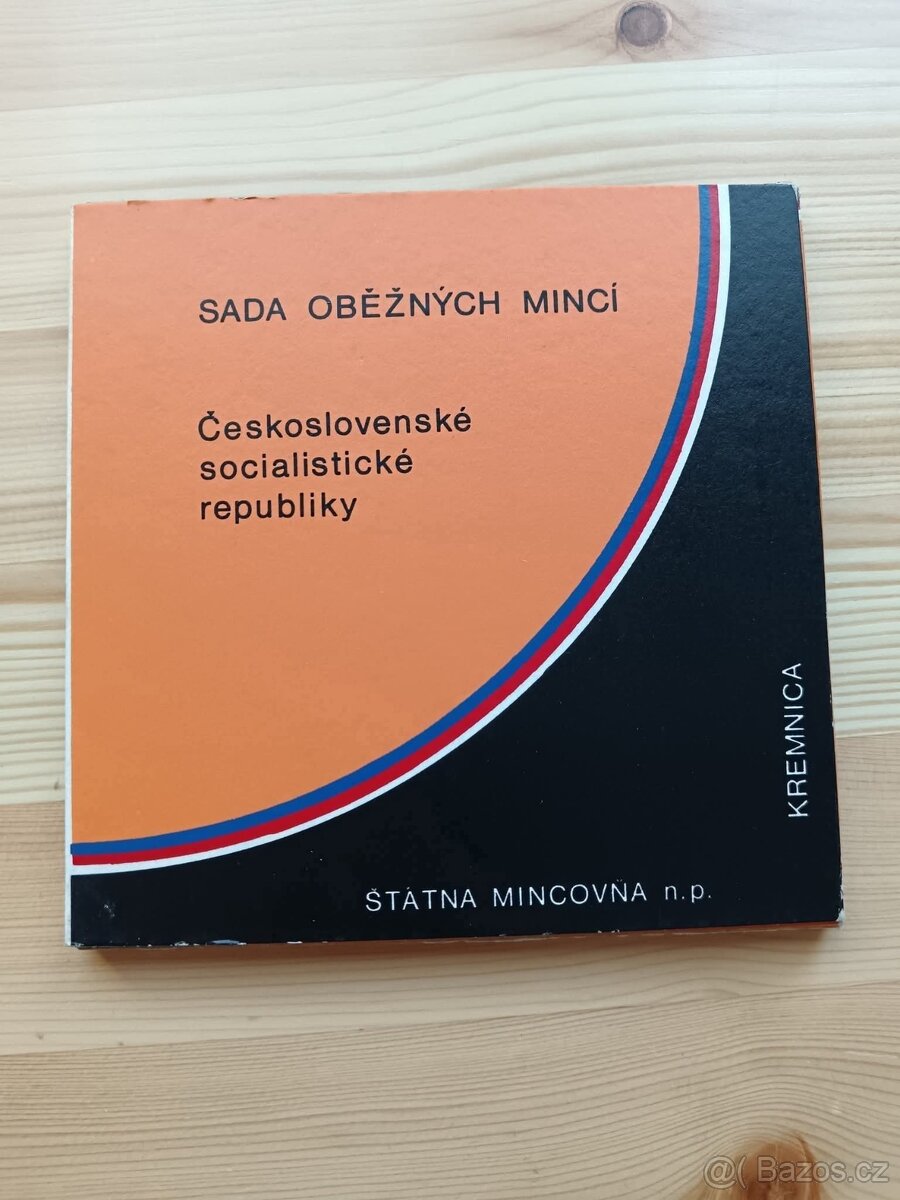 SADA OBĚŽNÝCH MINCÍ
Československé
socialistické
republiky
KREMNICA
ŠTÁTNA MINCOVŇA n.p.
@( Bazos.cz